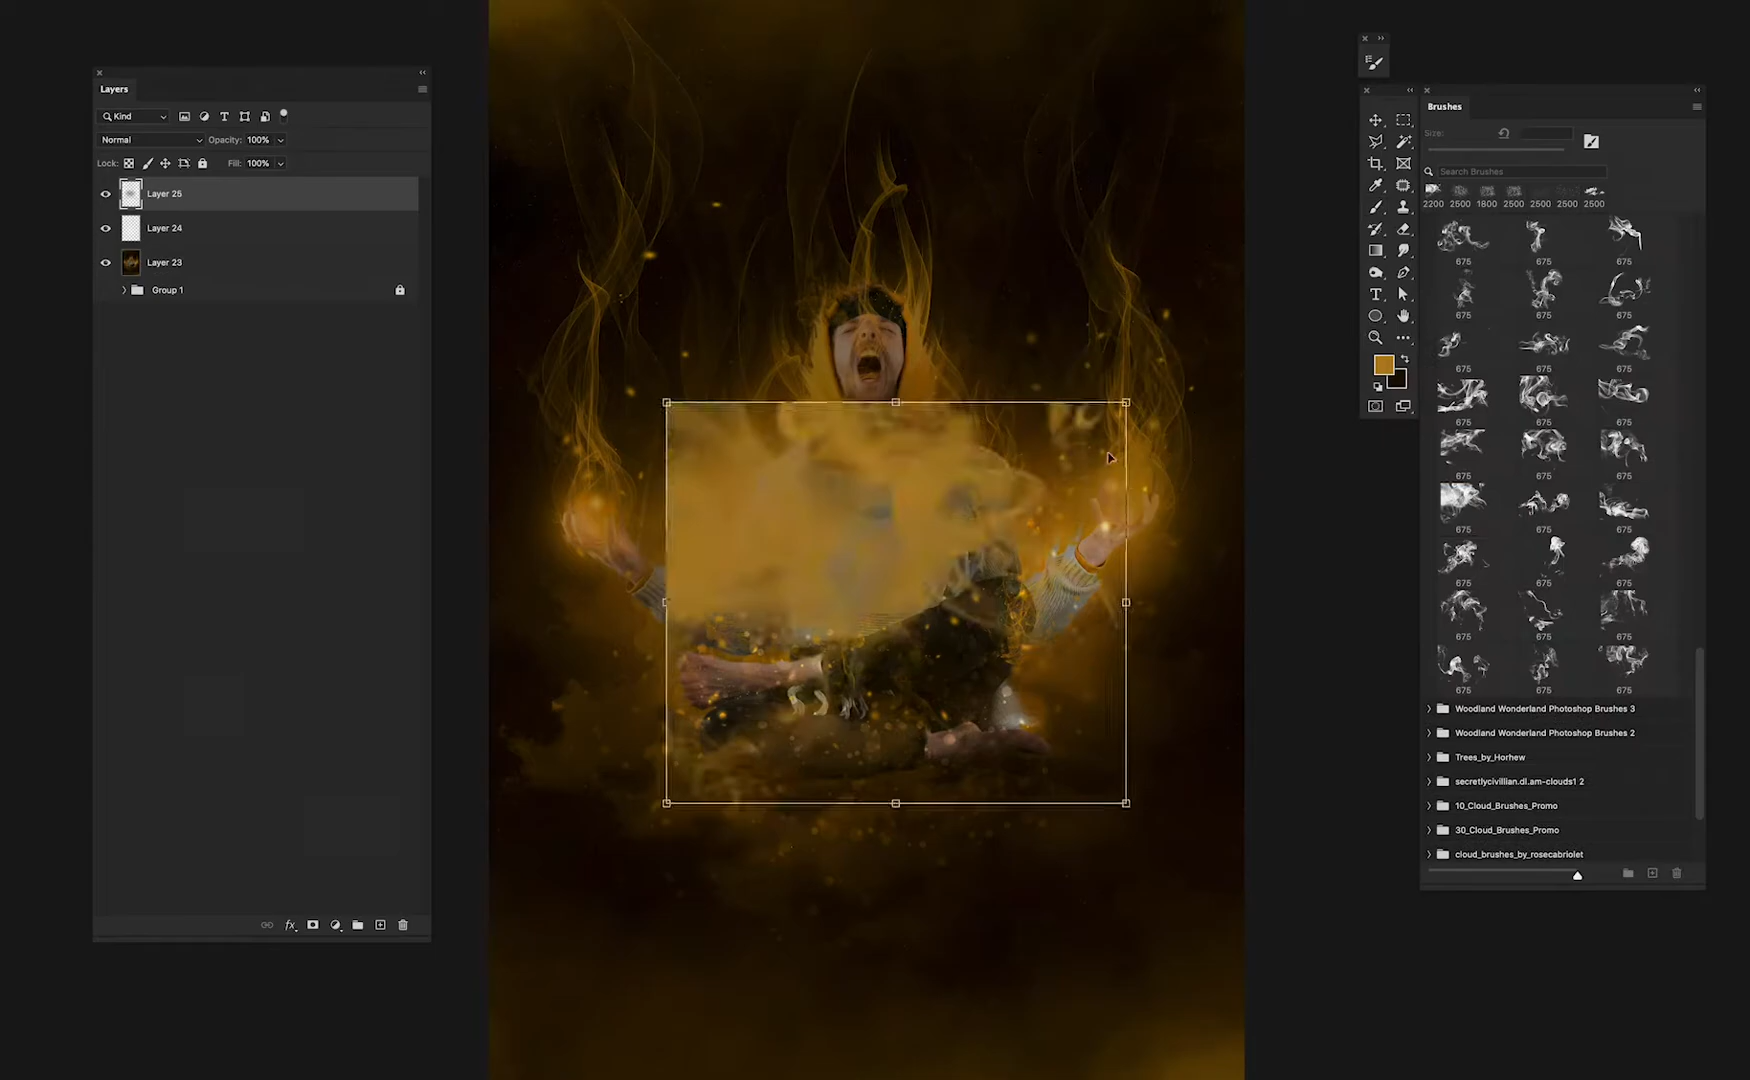 Layers
Kind
Normal
Opacity: 100%
Lock:
Fill: 100%
Layer 25
Layer 24
Layer 23
Group 1
fx
Brushes
Size:
Search Brushes
2200 2500 1800 2500 2500 2500 2500
675 675 675
675 675 675
675 675 675
675 675 675
675 675 675
675 675 675
675 675 675
675 675 675
675 675 675
Woodland Wonderland Photoshop Brushes 3
Woodland Wonderland Photoshop Brushes 2
Trees_by_Horhew
secretlycivillian.dl.am-clouds1 2
10_Cloud_Brushes_Promo
30_Cloud_Brushes_Promo
cloud_brushes_by_rosecabriolet